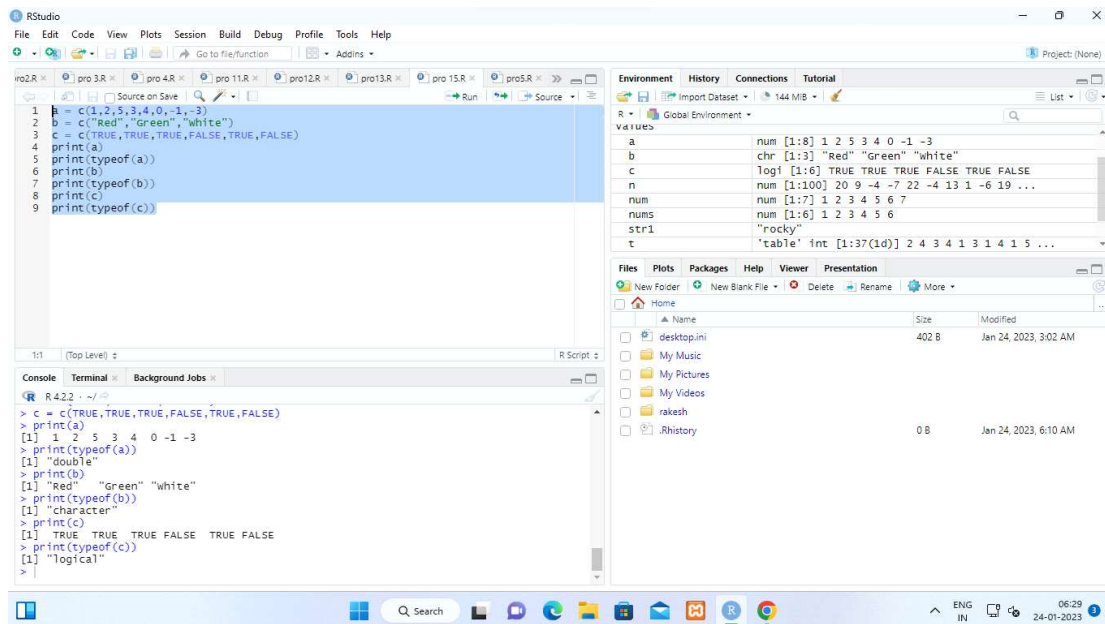 RStudio
File Edit Code View Plots Session Build Debug Profile Tools Help
Go to file/function Addins Project: (None)
ro2.R pro 3.R pro 4.R pro 11.R pro12.R pro13.R pro 15.R pro5.R
Source on Save Run Source
1 a = c(1,2,5,3,4,0,-1,-3)
2 b = c("Red","Green","White")
3 c = c(TRUE,TRUE,TRUE,FALSE,TRUE,FALSE)
4 print(a)
5 print(typeof(a))
6 print(b)
7 print(typeof(b))
8 print(c)
9 print(typeof(c))
1:1 (Top Level) R Script
Console Terminal Background Jobs
R 4.2.2 · ~/
> c = c(TRUE,TRUE,TRUE,FALSE,TRUE,FALSE)
> print(a)
[1] 1 2 5 3 4 0 -1 -3
> print(typeof(a))
[1] "double"
> print(b)
[1] "Red" "Green" "White"
> print(typeof(b))
[1] "character"
> print(c)
[1] TRUE TRUE TRUE FALSE TRUE FALSE
> print(typeof(c))
[1] "logical"
>
Environment History Connections Tutorial
Import Dataset 144 MiB List
R Global Environment
Values
a num [1:8] 1 2 5 3 4 0 -1 -3
b chr [1:3] "Red" "Green" "White"
c logi [1:6] TRUE TRUE TRUE FALSE TRUE FALSE
n num [1:100] 20 9 -4 -7 22 -4 13 1 -6 19 ...
num num [1:7] 1 2 3 4 5 6 7
nums num [1:6] 1 2 3 4 5 6
str1 "rocky"
t 'table' int [1:37(1d)] 2 4 3 4 1 3 1 4 1 5 ...
Files Plots Packages Help Viewer Presentation
New Folder New Blank File Delete Rename More
Home
Name Size Modified
desktop.ini 402 B Jan 24, 2023, 3:02 AM
My Music
My Pictures
My Videos
rakesh
.Rhistory 0 B Jan 24, 2023, 6:10 AM
Search
ENG
IN
06:29
24-01-2023
3